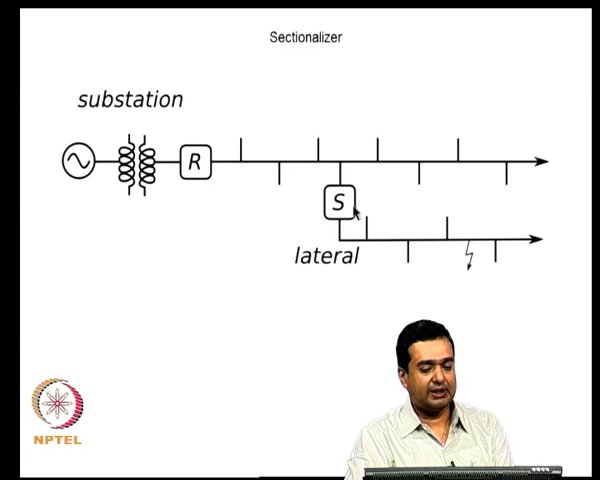 Sectionalizer
substation
R
S
lateral
NPTEL